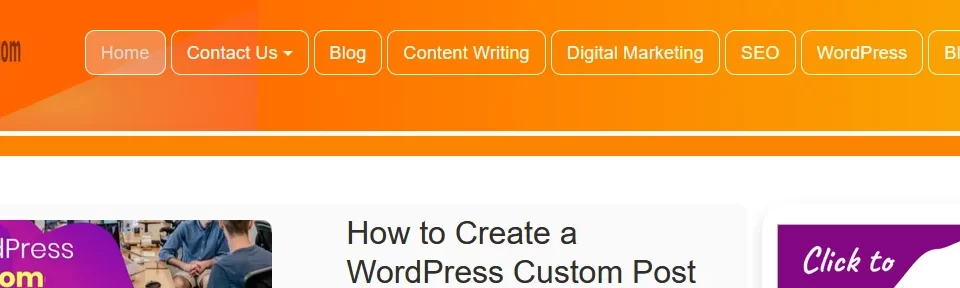 om
Home
Contact Us
Blog
Content Writing
Digital Marketing
SEO
WordPress
Bl
dPress
om
How to Create a
WordPress Custom Post
Click to